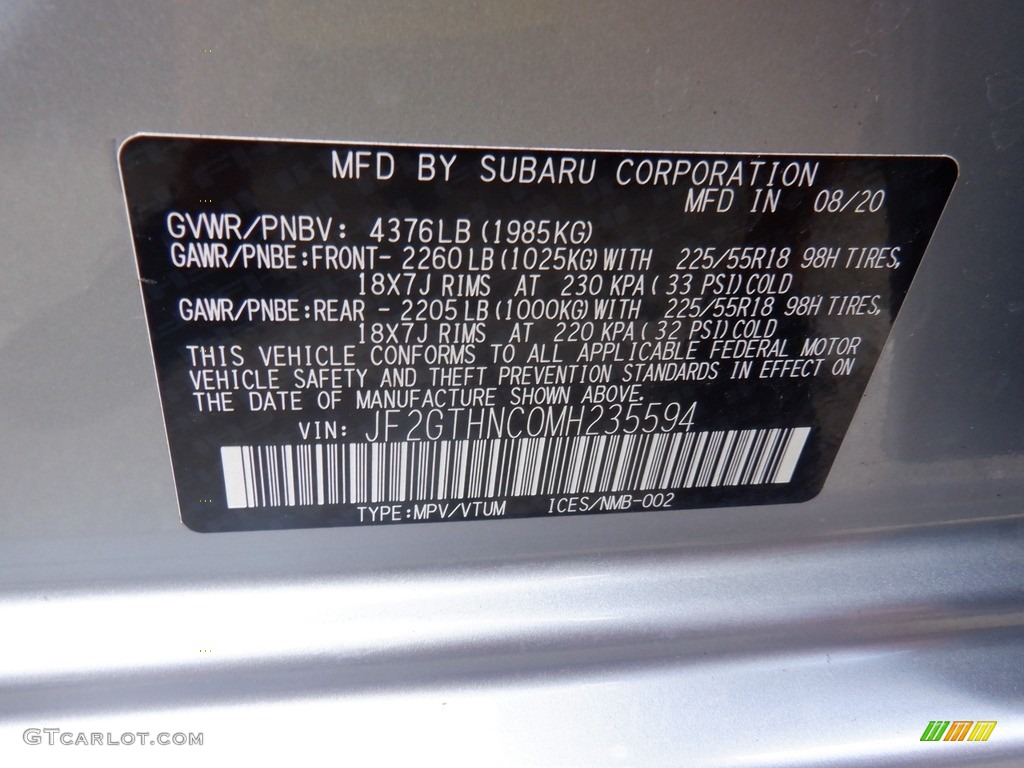 MFD BY SUBARU CORPORATION
MFD IN 08/20
GVWR/PNBV: 4376LB (1985KG)
GAWR/PNBE:FRONT- 2260LB (1025KG)WITH 225/55R18 98H TIRES,
18X7J RIMS AT 230 KPA (33 PSI)COLD
GAWR/PNBE:REAR - 2205LB (1000KG)WITH 225/55R18 98H TIRES,
18X7J RIMS AT 220 KPA (32 PSI)COLD
THIS VEHICLE CONFORMS TO ALL APPLICABLE FEDERAL MOTOR
VEHICLE SAFETY AND THEFT PREVENTION STANDARDS IN EFFECT ON
THE DATE OF MANUFACTURE SHOWN ABOVE.
VIN: JF2GTHNC0MH235594
TYPE:MPV/VTUM ICES/NMB-002
GTCARLOT.COM